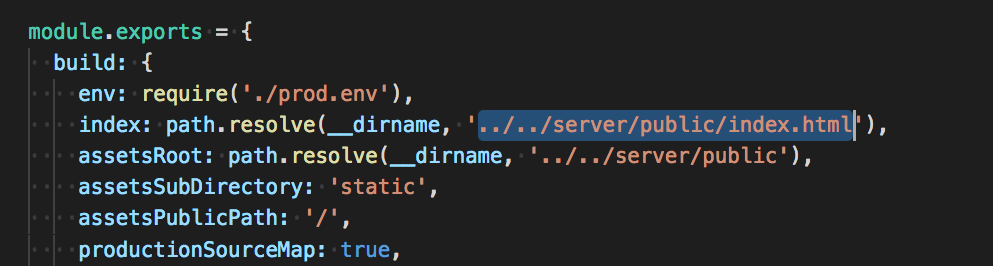 module.exports = {
build: {
env: require('./prod.env'),
index: path.resolve(__dirname, '../../server/public/index.html'),
assetsRoot: path.resolve(__dirname, '../../server/public'),
assetsSubDirectory: 'static',
assetsPublicPath: '/',
productionSourceMap: true,